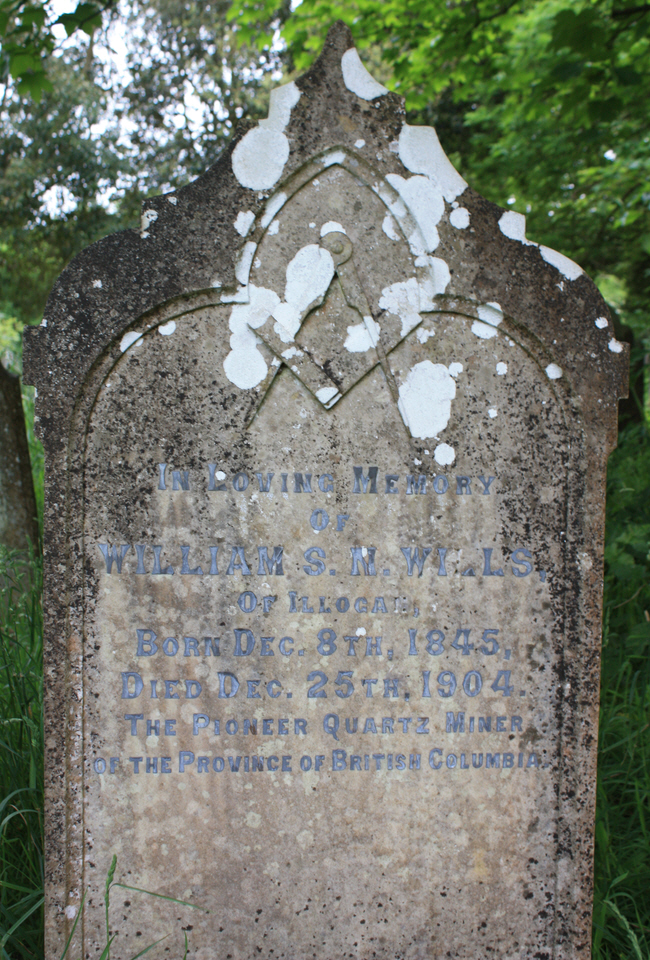 IN LOVING MEMORY
OF
WILLIAM S. N. WILLS,
OF ILLOGAN,
BORN DEC. 8TH, 1845,
DIED DEC. 25TH, 1904.
THE PIONEER QUARTZ MINER
OF THE PROVINCE OF BRITISH COLUMBIA.